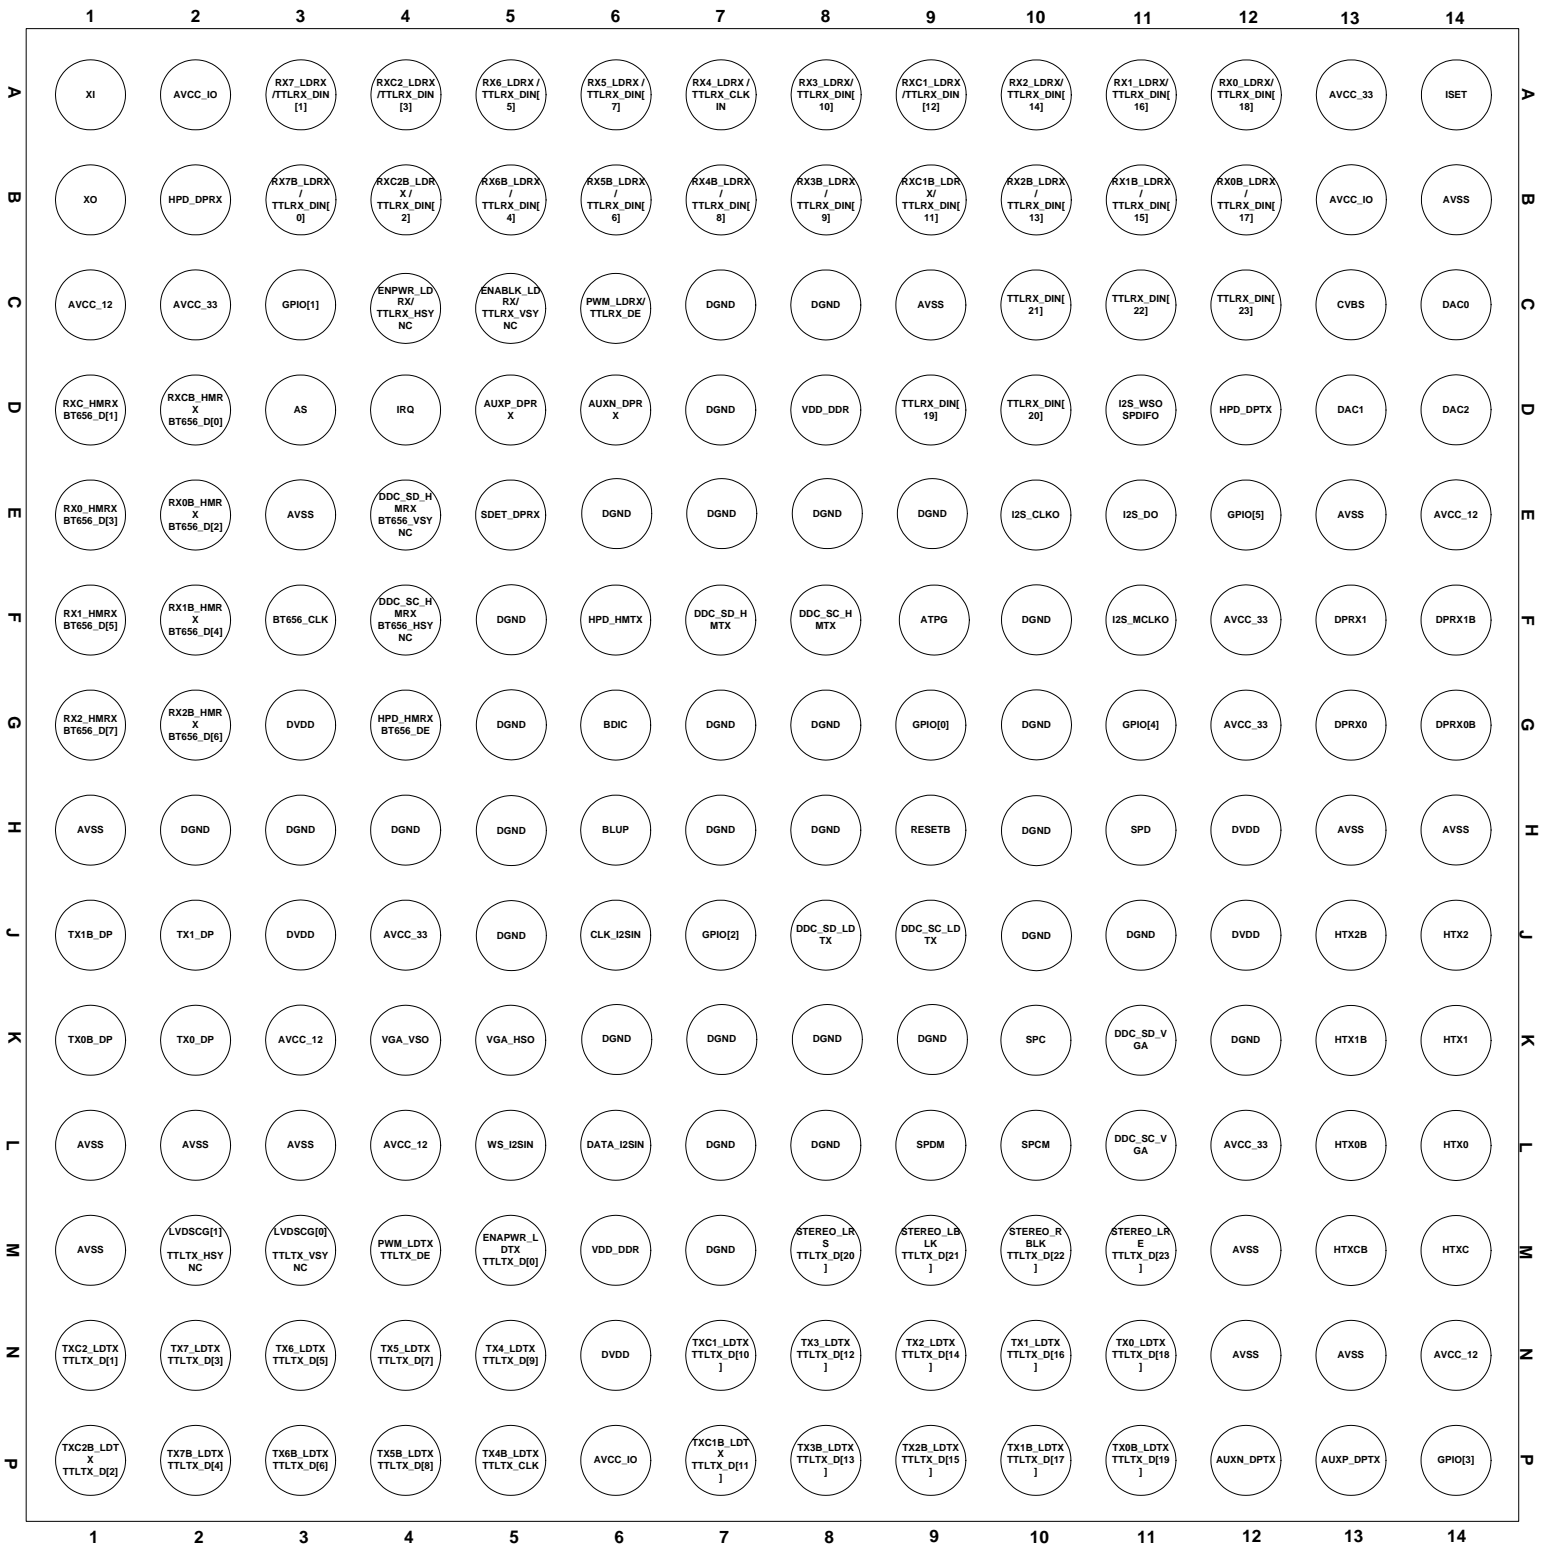 1 2 3 4 5 6 7 8 9 10 11 12 13 14
A XI AVCC_IO RX7_LDRX /TTLRX_DIN [1] RXC2_LDRX /TTLRX_DIN [3] RX6_LDRX / TTLRX_DIN[ 5] RX5_LDRX / TTLRX_DIN[ 7] RX4_LDRX / TTLRX_CLK IN RX3_LDRX/ TTLRX_DIN[ 10] RXC1_LDRX /TTLRX_DIN [12] RX2_LDRX/ TTLRX_DIN[ 14] RX1_LDRX/ TTLRX_DIN[ 16] RX0_LDRX/ TTLRX_DIN[ 18] AVCC_33 ISET A
B XO HPD_DPRX RX7B_LDRX / TTLRX_DIN[ 0] RXC2B_LDR X / TTLRX_DIN[ 2] RX6B_LDRX / TTLRX_DIN[ 4] RX5B_LDRX / TTLRX_DIN[ 6] RX4B_LDRX / TTLRX_DIN[ 8] RX3B_LDRX / TTLRX_DIN[ 9] RXC1B_LDR X/ TTLRX_DIN[ 11] RX2B_LDRX / TTLRX_DIN[ 13] RX1B_LDRX / TTLRX_DIN[ 15] RX0B_LDRX / TTLRX_DIN[ 17] AVCC_IO AVSS B
C AVCC_12 AVCC_33 GPIO[1] ENPWR_LD RX/ TTLRX_HSY NC ENABLK_LD RX/ TTLRX_VSY NC PWM_LDRX/ TTLRX_DE DGND DGND AVSS TTLRX_DIN[ 21] TTLRX_DIN[ 22] TTLRX_DIN[ 23] CVBS DAC0 C
D RXC_HMRX BT656_D[1] RXCB_HMR X BT656_D[0] AS IRQ AUXP_DPR X AUXN_DPR X DGND VDD_DDR TTLRX_DIN[ 19] TTLRX_DIN[ 20] I2S_WSO SPDIFO HPD_DPTX DAC1 DAC2 D
E RX0_HMRX BT656_D[3] RX0B_HMR X BT656_D[2] AVSS DDC_SD_H MRX BT656_VSY NC SDET_DPRX DGND DGND DGND DGND I2S_CLKO I2S_DO GPIO[5] AVSS AVCC_12 E
F RX1_HMRX BT656_D[5] RX1B_HMR X BT656_D[4] BT656_CLK DDC_SC_H MRX BT656_HSY NC DGND HPD_HMTX DDC_SD_H MTX DDC_SC_H MTX ATPG DGND I2S_MCLKO AVCC_33 DPRX1 DPRX1B F
G RX2_HMRX BT656_D[7] RX2B_HMR X BT656_D[6] DVDD HPD_HMRX BT656_DE DGND BDIC DGND DGND GPIO[0] DGND GPIO[4] AVCC_33 DPRX0 DPRX0B G
H AVSS DGND DGND DGND DGND BLUP DGND DGND RESETB DGND SPD DVDD AVSS AVSS H
J TX1B_DP TX1_DP DVDD AVCC_33 DGND CLK_I2SIN GPIO[2] DDC_SD_LD TX DDC_SC_LD TX DGND DGND DVDD HTX2B HTX2 J
K TX0B_DP TX0_DP AVCC_12 VGA_VSO VGA_HSO DGND DGND DGND DGND SPC DDC_SD_V GA DGND HTX1B HTX1 K
L AVSS AVSS AVSS AVCC_12 WS_I2SIN DATA_I2SIN DGND DGND SPDM SPCM DDC_SC_V GA AVCC_33 HTX0B HTX0 L
M AVSS LVDSCG[1] TTLTX_HSY NC LVDSCG[0] TTLTX_VSY NC PWM_LDTX TTLTX_DE ENAPWR_L DTX TTLTX_D[0] VDD_DDR DGND STEREO_LR S TTLTX_D[20 ] STEREO_LB LK TTLTX_D[21 ] STEREO_R BLK TTLTX_D[22 ] STEREO_LR E TTLTX_D[23 ] AVSS HTXCB HTXC M
N TXC2_LDTX TTLTX_D[1] TX7_LDTX TTLTX_D[3] TX6_LDTX TTLTX_D[5] TX5_LDTX TTLTX_D[7] TX4_LDTX TTLTX_D[9] DVDD TXC1_LDTX TTLTX_D[10 ] TX3_LDTX TTLTX_D[12 ] TX2_LDTX TTLTX_D[14 ] TX1_LDTX TTLTX_D[16 ] TX0_LDTX TTLTX_D[18 ] AVSS AVSS AVCC_12 N
P TXC2B_LDT X TTLTX_D[2] TX7B_LDTX TTLTX_D[4] TX6B_LDTX TTLTX_D[6] TX5B_LDTX TTLTX_D[8] TX4B_LDTX TTLTX_CLK AVCC_IO TXC1B_LDT X TTLTX_D[11 ] TX3B_LDTX TTLTX_D[13 ] TX2B_LDTX TTLTX_D[15 ] TX1B_LDTX TTLTX_D[17 ] TX0B_LDTX TTLTX_D[19 ] AUXN_DPTX AUXP_DPTX GPIO[3] P
1 2 3 4 5 6 7 8 9 10 11 12 13 14